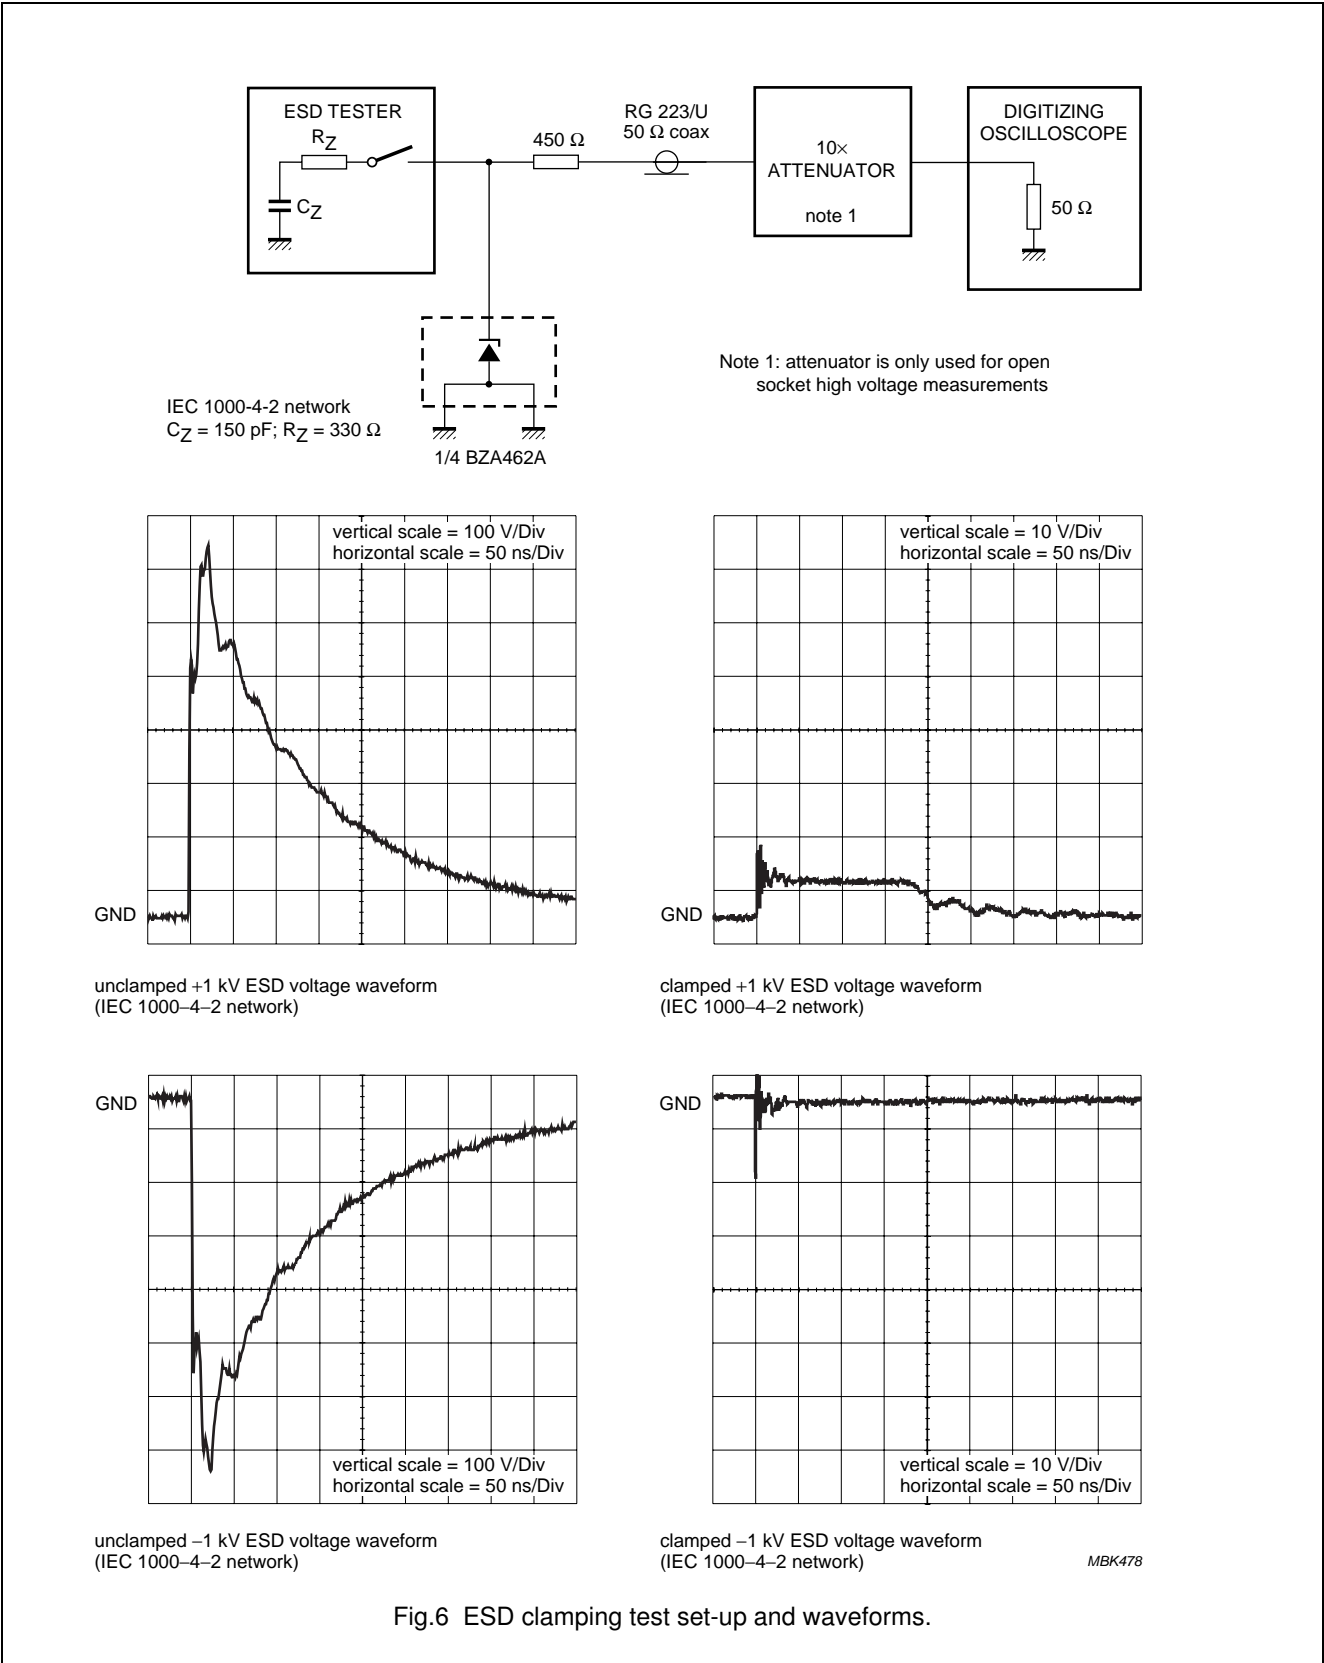 ESD TESTER
RZ
CZ
450 Ω
RG 223/U
50 Ω coax
10×
ATTENUATOR
note 1
DIGITIZING
OSCILLOSCOPE
50 Ω
IEC 1000-4-2 network
CZ = 150 pF; RZ = 330 Ω
1/4 BZA462A
Note 1: attenuator is only used for open
socket high voltage measurements
vertical scale = 100 V/Div
horizontal scale = 50 ns/Div
GND
unclamped +1 kV ESD voltage waveform
(IEC 1000−4−2 network)
vertical scale = 10 V/Div
horizontal scale = 50 ns/Div
GND
clamped +1 kV ESD voltage waveform
(IEC 1000−4−2 network)
GND
vertical scale = 100 V/Div
horizontal scale = 50 ns/Div
unclamped −1 kV ESD voltage waveform
(IEC 1000−4−2 network)
GND
vertical scale = 10 V/Div
horizontal scale = 50 ns/Div
clamped −1 kV ESD voltage waveform
(IEC 1000−4−2 network)
MBK478
Fig.6 ESD clamping test set-up and waveforms.